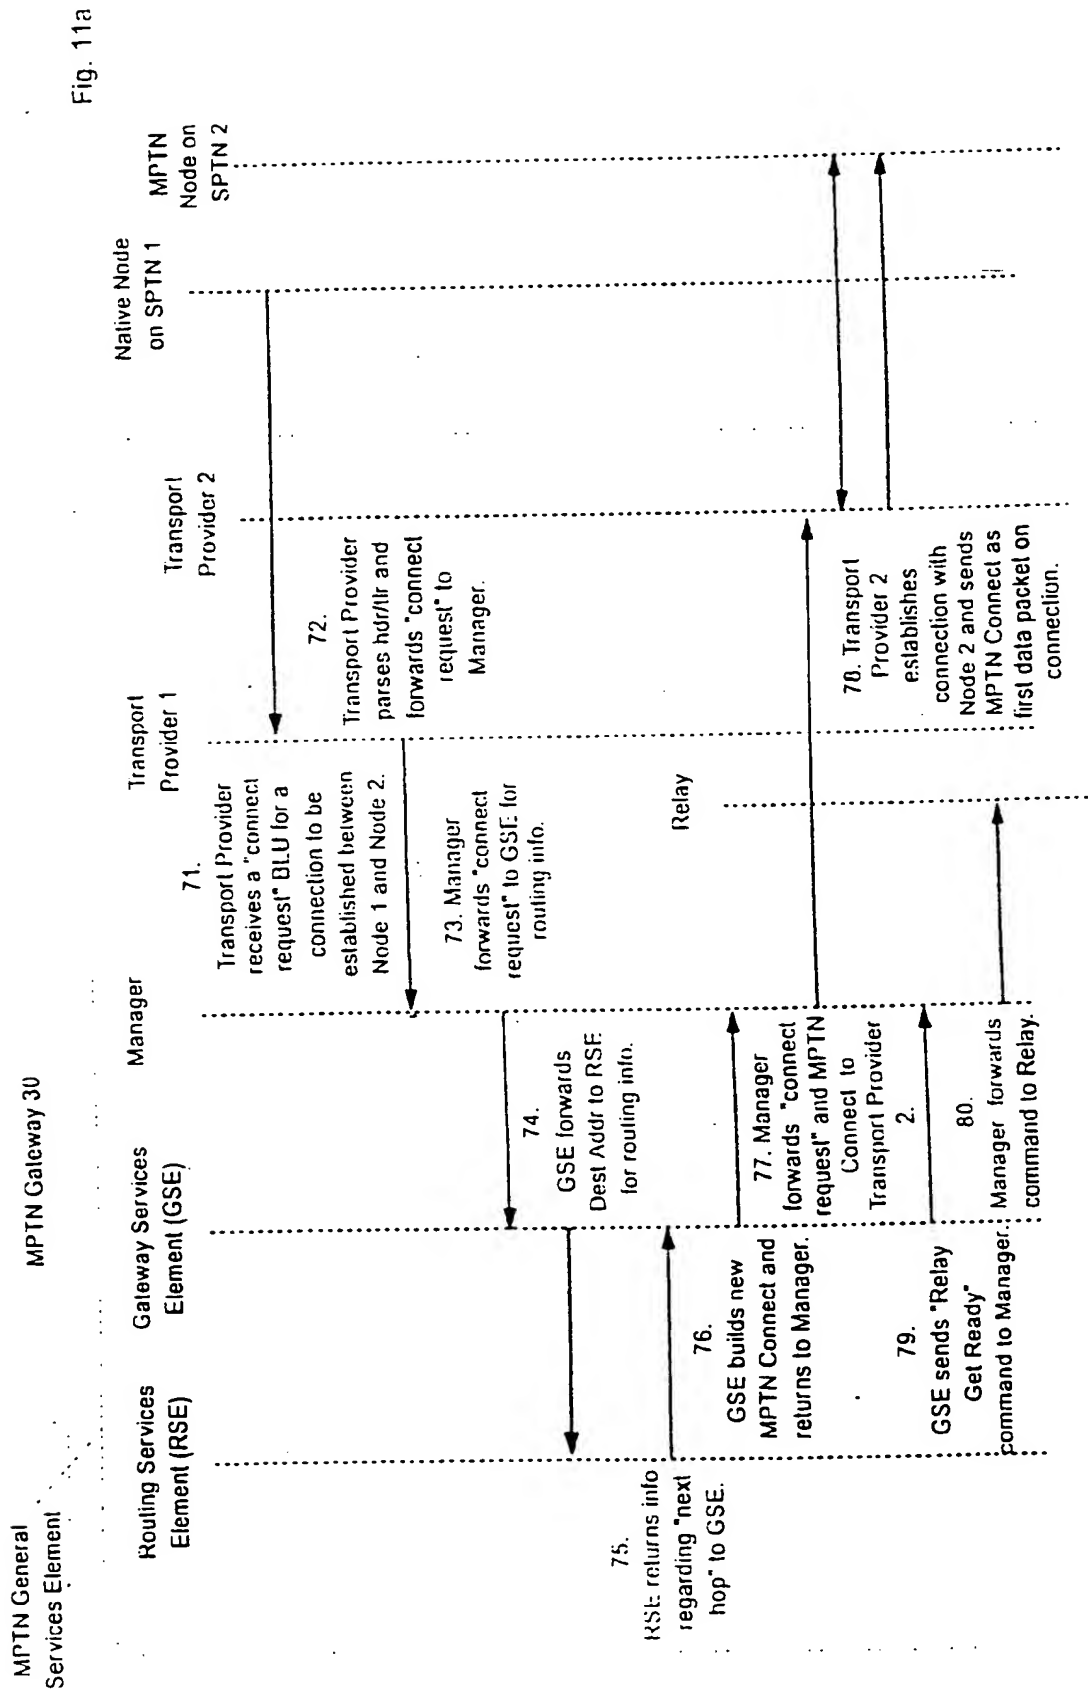 Fig. 11a
MPTN Gateway 30
MPTN General
Services Element
Routing Services
Element (RSE)
Gateway Services
Element (GSE)
Manager
Transport
Provider 1
Transport
Provider 2
Native Node
on SPTN 1
MPTN
Node on
SPTN 2
71.
Transport Provider
receives a "connect
request" BLU for a
connection to be
established between
Node 1 and Node 2.
72.
Transport Provider
parses hdr/tlr and
forwards "connect
request" to
Manager.
73. Manager
forwards "connect
request" to GSE for
routing info.
74.
GSE forwards
Dest Addr to RSE
for routing info.
75.
RSE returns info
regarding "next
hop" to GSE.
76.
GSE builds new
MPTN Connect and
returns to Manager.
77. Manager
forwards "connect
request" and MPTN
Connect to
Transport Provider
2.
Relay
78. Transport
Provider 2
establishes
connection with
Node 2 and sends
MPTN Connect as
first data packet on
connection.
79.
GSE sends "Relay
Get Ready"
command to Manager.
80.
Manager forwards
command to Relay.